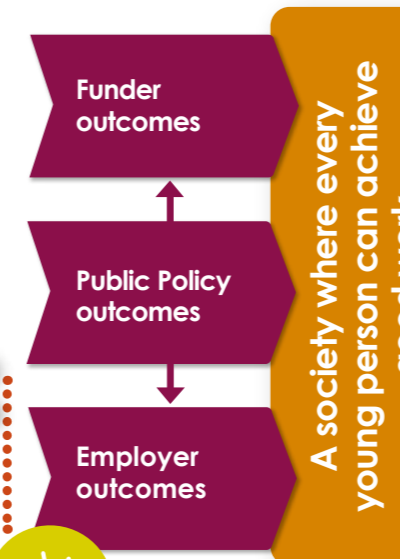 Funder
outcomes
Public Policy
outcomes
Employer
outcomes
A society where every
young person can achieve